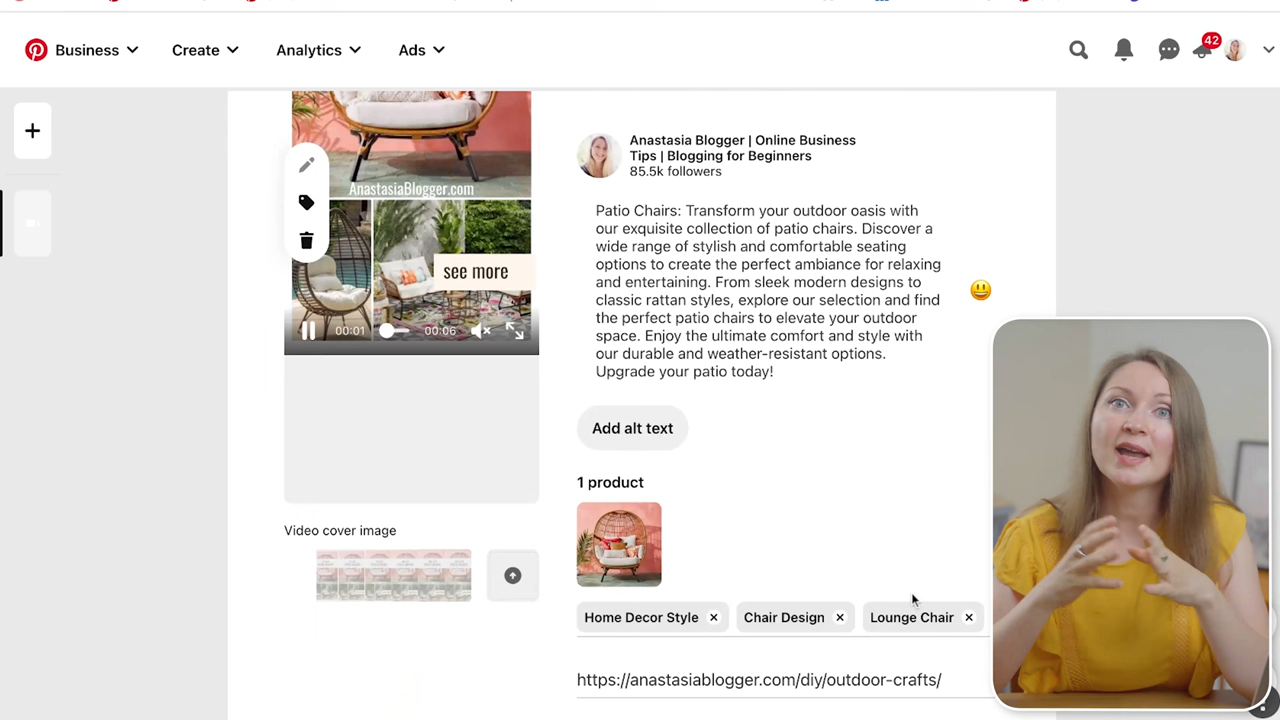 Business
Create
Analytics
Ads
42
Anastasia Blogger | Online Business
Tips | Blogging for Beginners
85.5k followers
AnastasiaBlogger.com
see more
00:01
00:06
Patio Chairs: Transform your outdoor oasis with
our exquisite collection of patio chairs. Discover a
wide range of stylish and comfortable seating
options to create the perfect ambiance for relaxing
and entertaining. From sleek modern designs to
classic rattan styles, explore our selection and find
the perfect patio chairs to elevate your outdoor
space. Enjoy the ultimate comfort and style with
our durable and weather-resistant options.
Upgrade your patio today!
Add alt text
1 product
Video cover image
Home Decor Style
Chair Design
Lounge Chair
https://anastasiablogger.com/diy/outdoor-crafts/